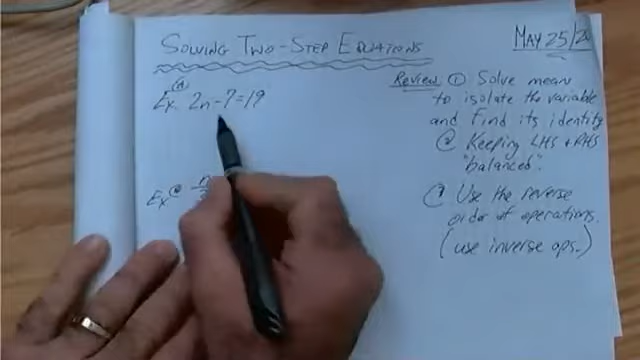 SOLVING TWO-STEP EQUATIONS
MAY 25/2
Ex (A) 2n - 7 = 19
Ex n
Review ① Solve means
to isolate the variable
and Find its identity
② Keeping LHS + RHS
"balanced".
Use the reverse
order of operations.
(use inverse ops.)